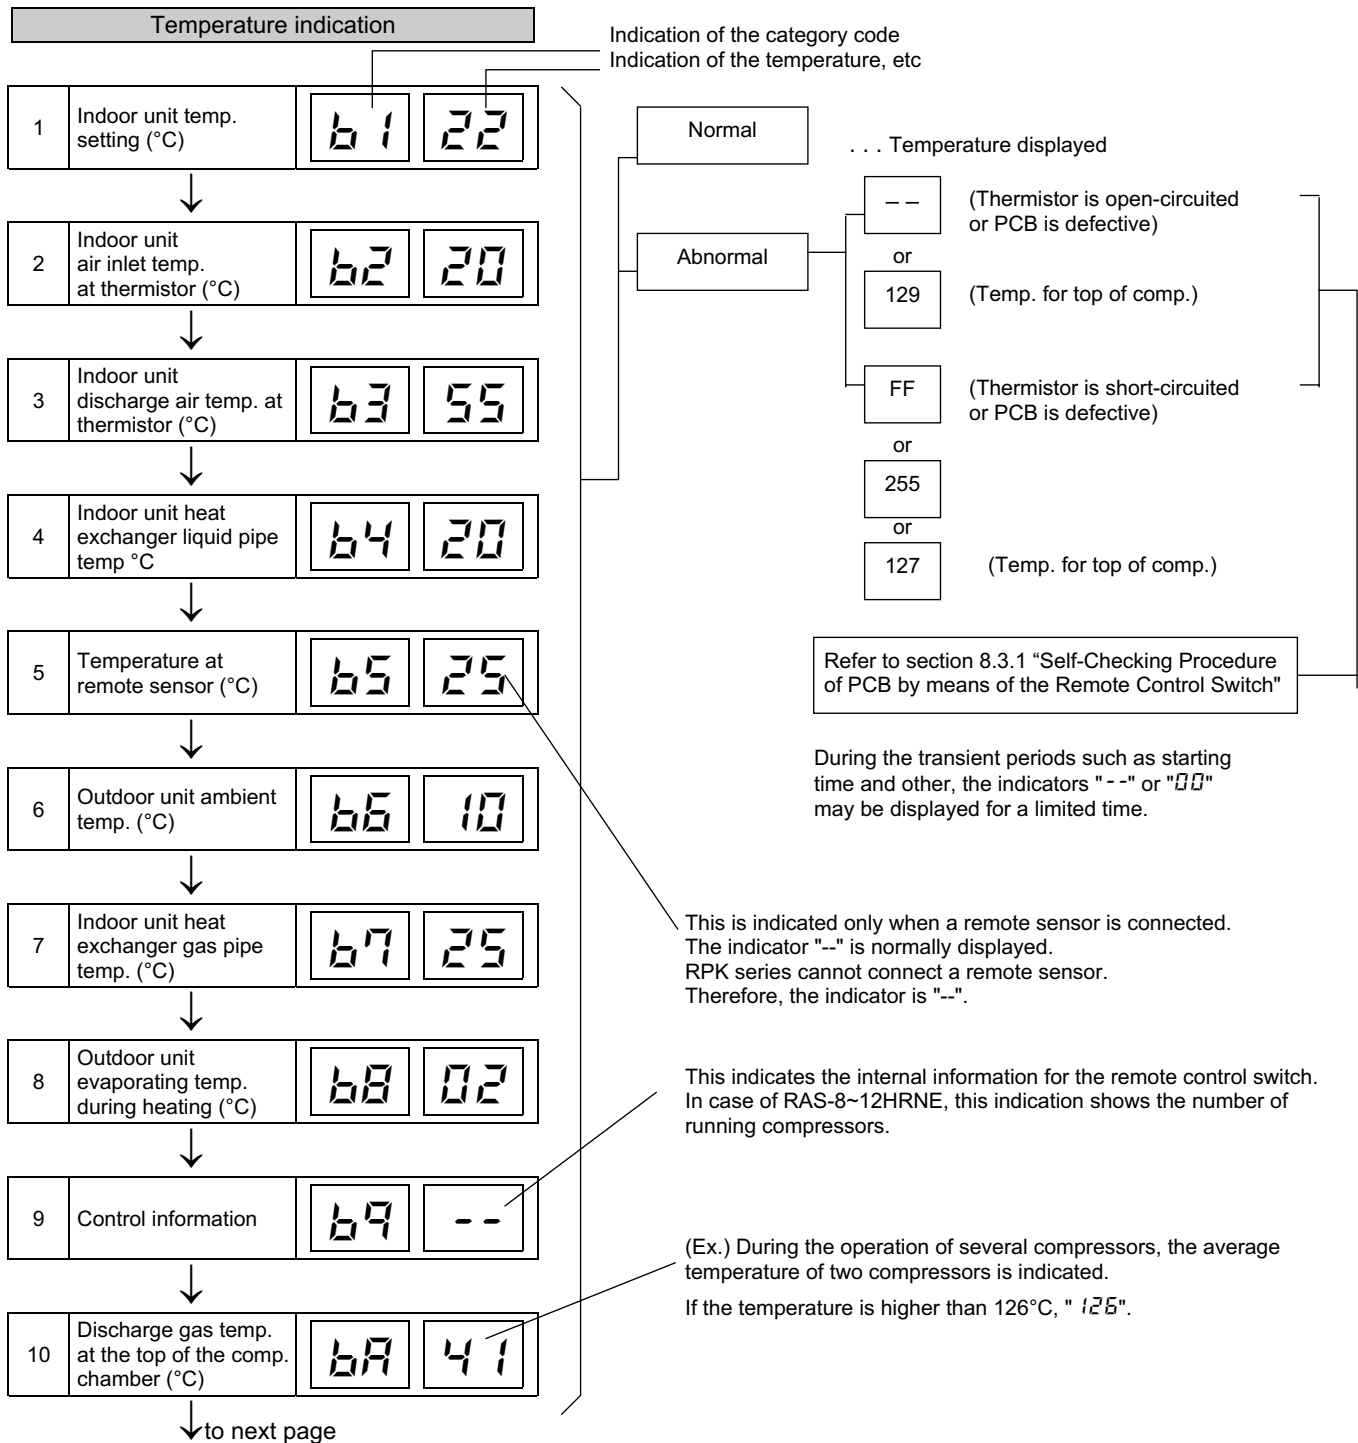 Temperature indication
Indication of the category code
Indication of the temperature, etc
1
Indoor unit temp.
setting (°C)
b1 22
2
Indoor unit
air inlet temp.
at thermistor (°C)
b2 20
3
Indoor unit
discharge air temp. at
thermistor (°C)
b3 55
4
Indoor unit heat
exchanger liquid pipe
temp °C
b4 20
5
Temperature at
remote sensor (°C)
b5 25
6
Outdoor unit ambient
temp. (°C)
b6 10
7
Indoor unit heat
exchanger gas pipe
temp. (°C)
b7 25
8
Outdoor unit
evaporating temp.
during heating (°C)
b8 02
9
Control information
b9 --
10
Discharge gas temp.
at the top of the comp.
chamber (°C)
bA 41
to next page
Normal
. . . Temperature displayed
Abnormal
– –
(Thermistor is open-circuited
or PCB is defective)
or
129
(Temp. for top of comp.)
FF
(Thermistor is short-circuited
or PCB is defective)
or
255
or
127
(Temp. for top of comp.)
Refer to section 8.3.1 “Self-Checking Procedure
of PCB by means of the Remote Control Switch"
During the transient periods such as starting
time and other, the indicators "--" or "00"
may be displayed for a limited time.
This is indicated only when a remote sensor is connected.
The indicator "--" is normally displayed.
RPK series cannot connect a remote sensor.
Therefore, the indicator is "--".
This indicates the internal information for the remote control switch.
In case of RAS-8~12HRNE, this indication shows the number of
running compressors.
(Ex.) During the operation of several compressors, the average
temperature of two compressors is indicated.
If the temperature is higher than 126°C, " 126".